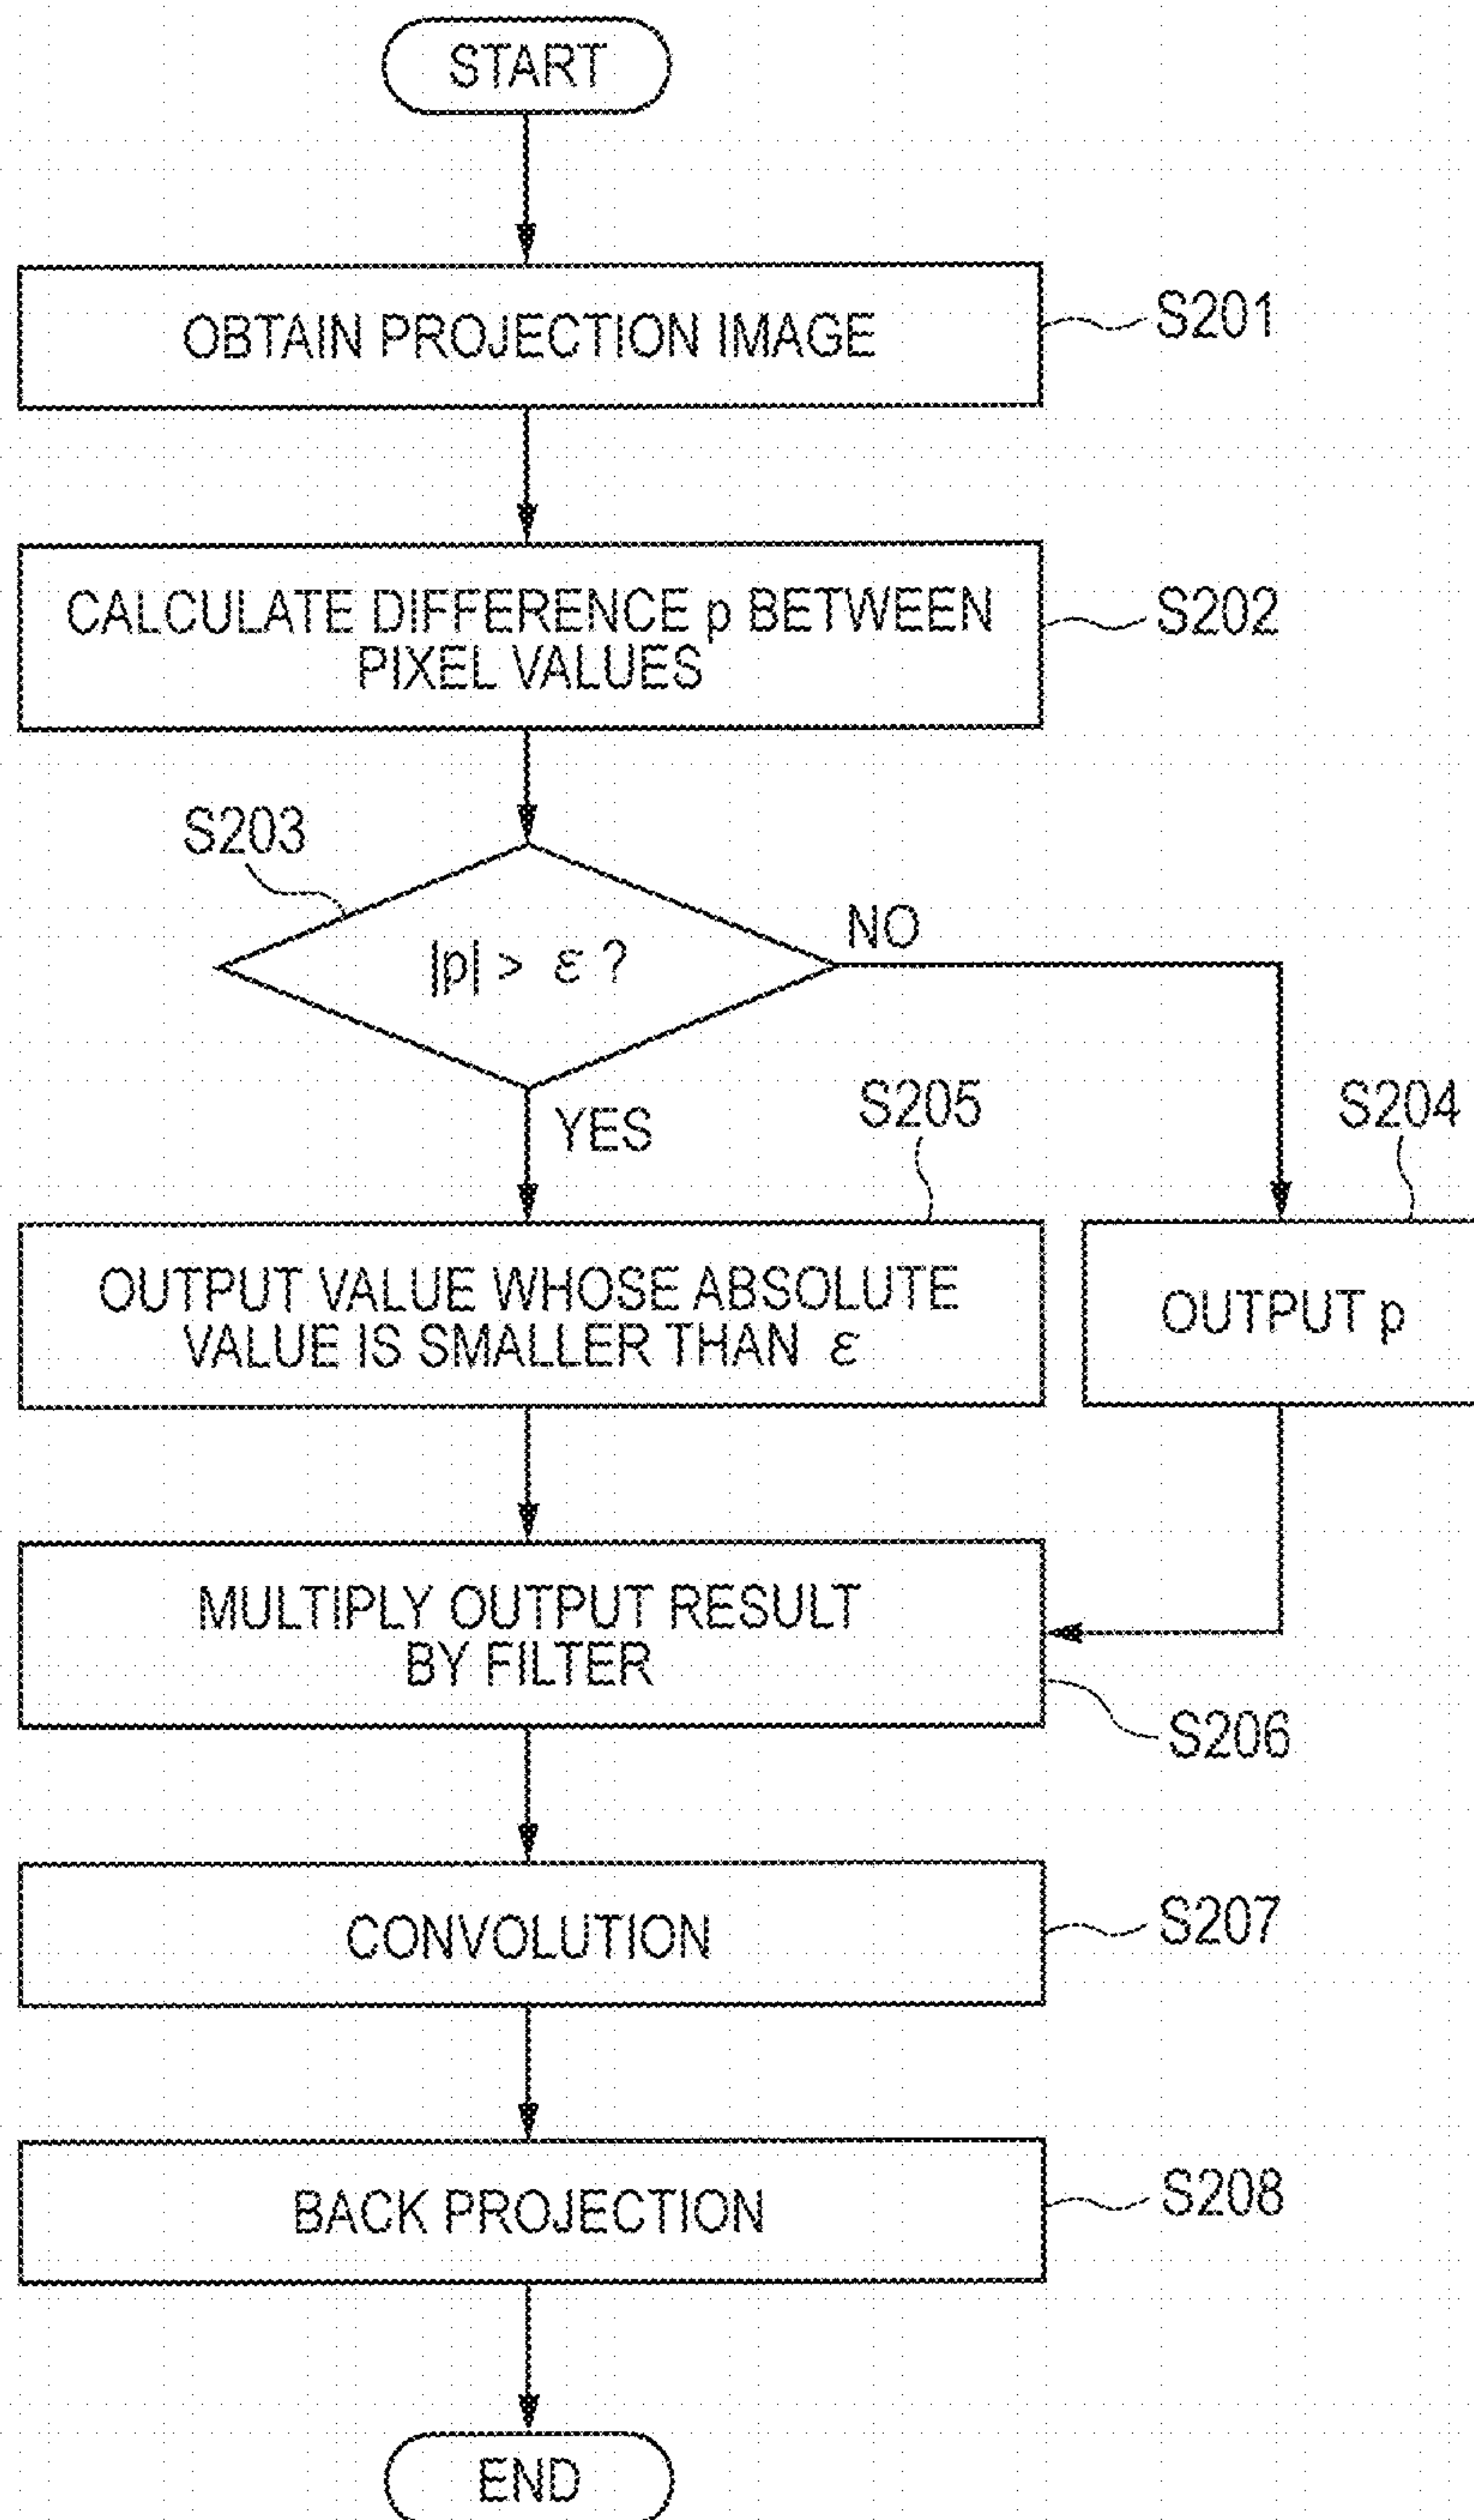 START
OBTAIN PROJECTION IMAGE
S201
CALCULATE DIFFERENCE p BETWEEN
PIXEL VALUES
S202
S203
|p| > ε ?
NO
YES
S205
S204
OUTPUT VALUE WHOSE ABSOLUTE
VALUE IS SMALLER THAN ε
OUTPUT p
MULTIPLY OUTPUT RESULT
BY FILTER
S206
CONVOLUTION
S207
BACK PROJECTION
S208
END